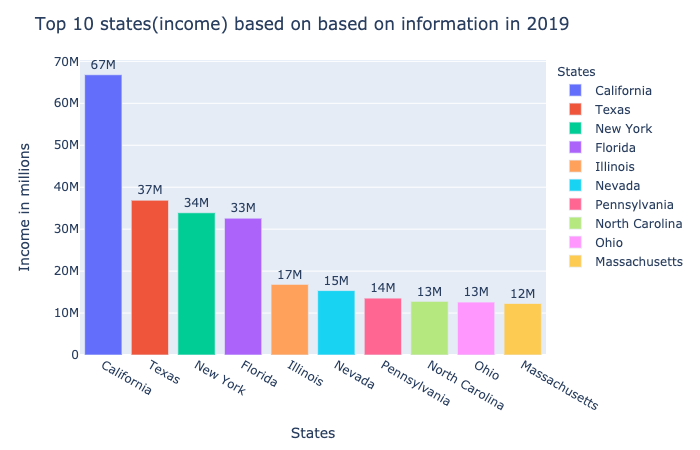 Top 10 states(income) based on based on information in 2019
Income in millions
70M
60M
50M
40M
30M
20M
10M
0
67M
37M
34M
33M
17M
15M
14M
13M
13M
12M
California
Texas
New York
Florida
Illinois
Nevada
Pennsylvania
North Carolina
Ohio
Massachusetts
States
States
California
Texas
New York
Florida
Illinois
Nevada
Pennsylvania
North Carolina
Ohio
Massachusetts